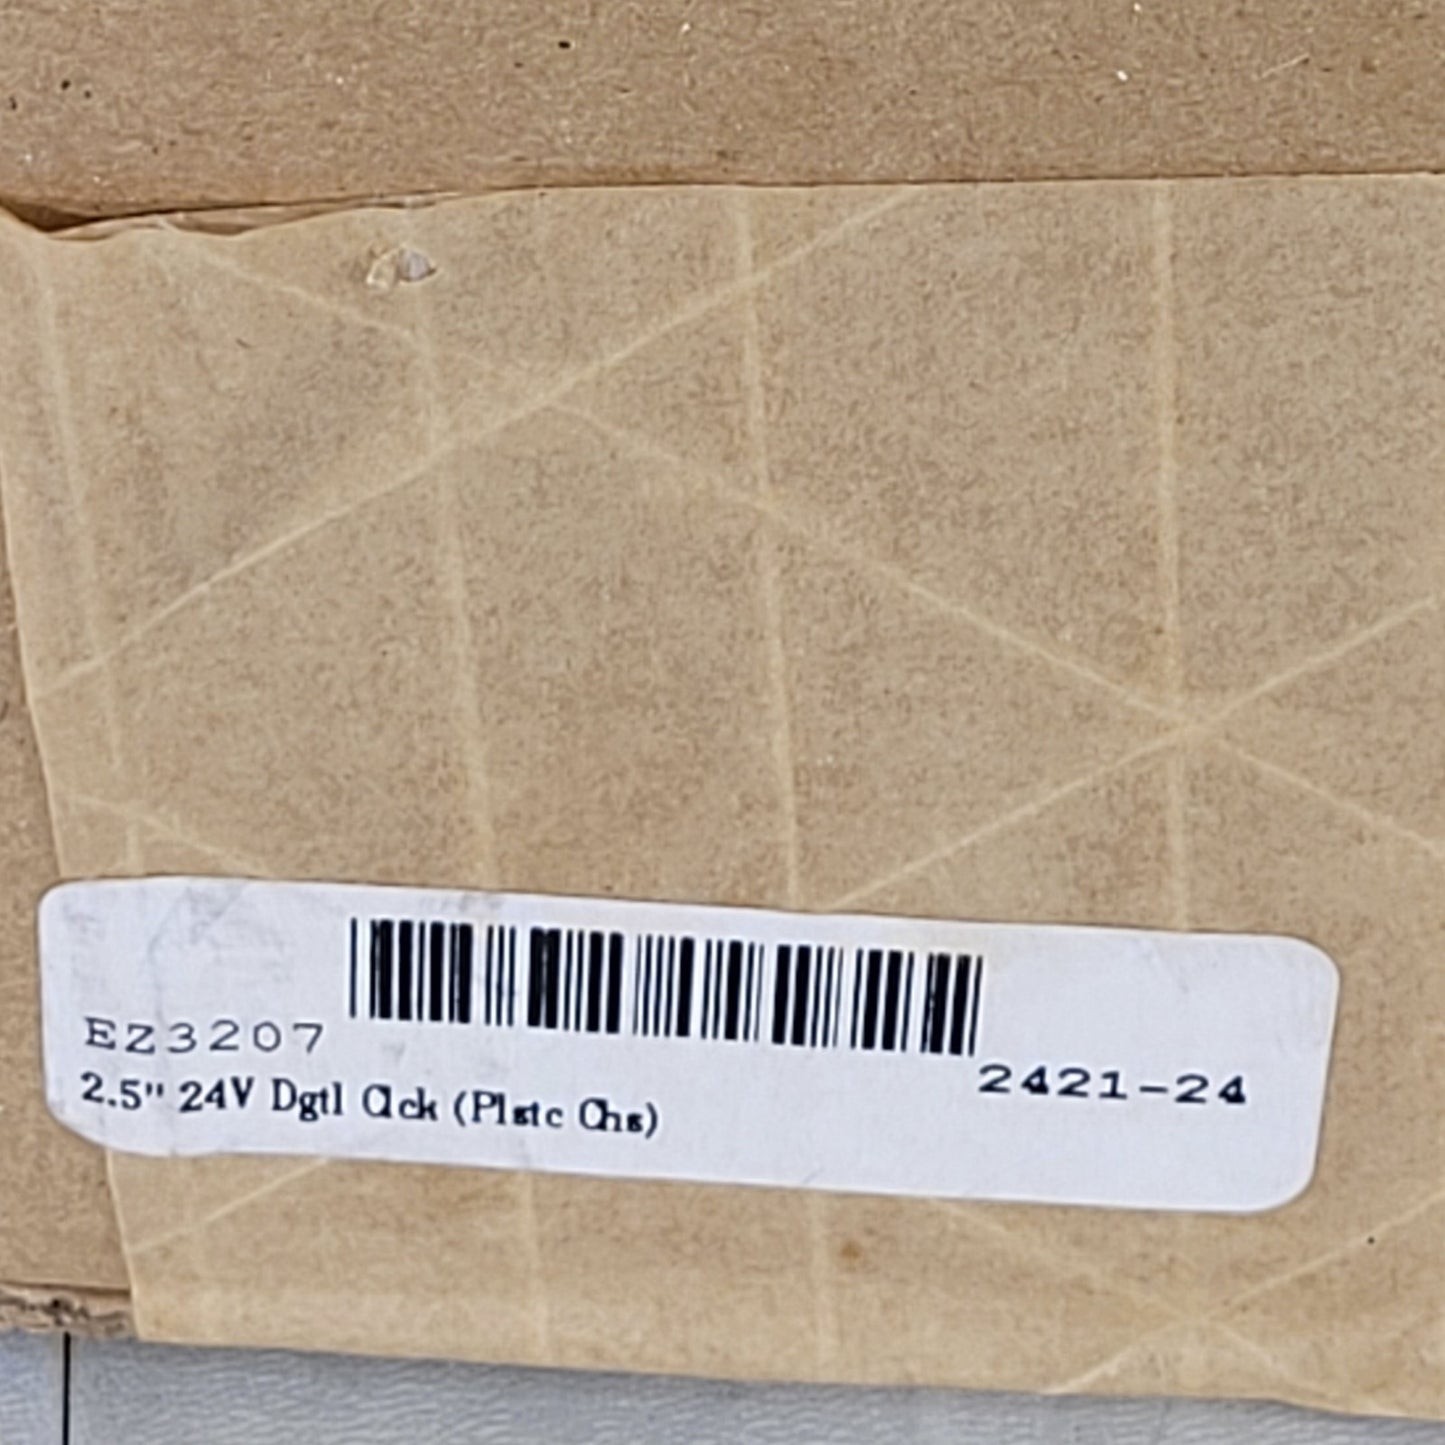 EZ3207
2421-24
2.5" 24V Dgtl Clck (Plstc Chs)